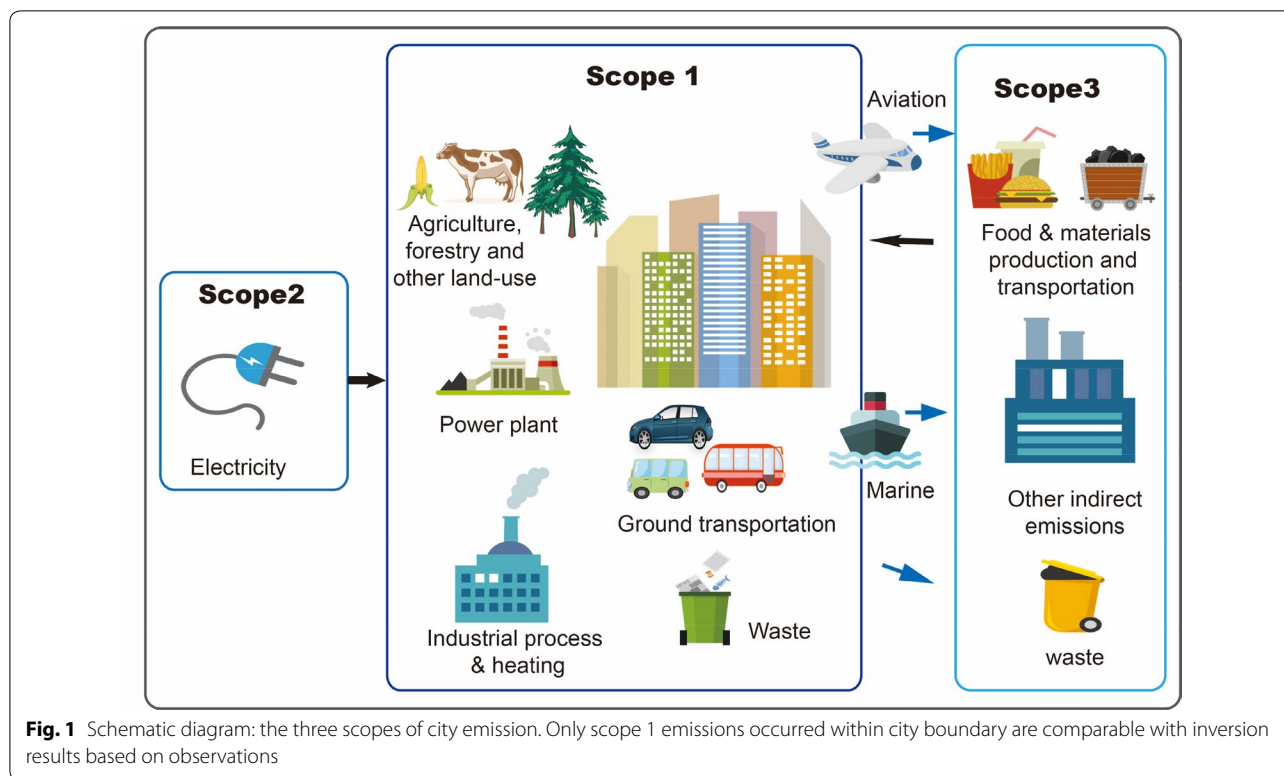 Scope 1
Aviation
Scope3
Agriculture,
forestry and
other land-use
Food & materials
production and
transportation
Scope2
Electricity
Power plant
Marine
Ground transportation
Other indirect
emissions
Industrial process
& heating
Waste
waste
Fig. 1 Schematic diagram: the three scopes of city emission. Only scope 1 emissions occurred within city boundary are comparable with inversion
results based on observations